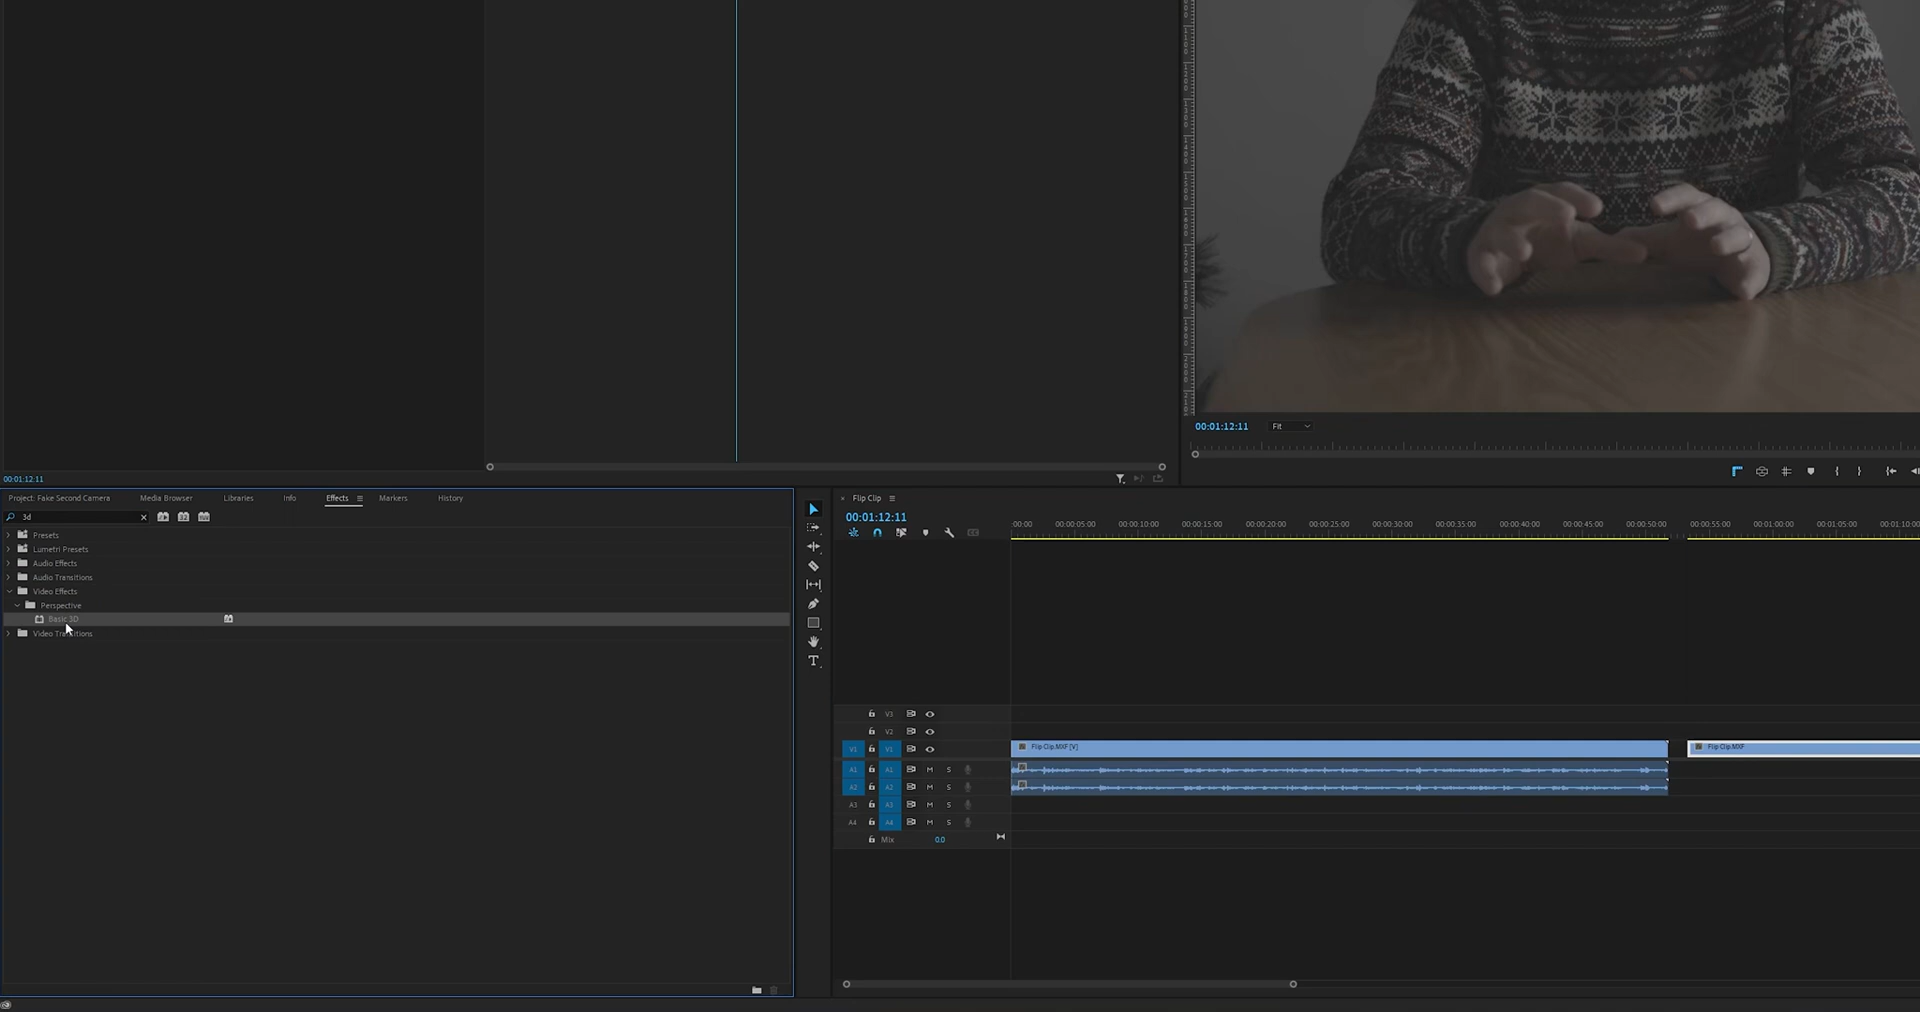 00:01:12:11
Fit
00;01;12;11
Project: Fake Second Camera
Media Browser
Libraries
Info
Effects
Markers
History
3d
Presets
Lumetri Presets
Audio Effects
Audio Transitions
Video Effects
Perspective
Basic 3D
Video Transitions
T
× Flip Clip
00:01:12:11
:00:00 00:00:05:00 00:00:10:00 00:00:15:00 00:00:20:00 00:00:25:00 00:00:30:00 00:00:35:00 00:00:40:00 00:00:45:00 00:00:50:00 00:00:55:00 00:01:00:00 00:01:05:00 00:01:10:00
V3
V2
V1 V1 Flip Clip.MXF [V] Flip Clip.MXF
A1 A1 M S
A2 A2 M S
A3 A3 M S
A4 A4 M S
Mix 0.0